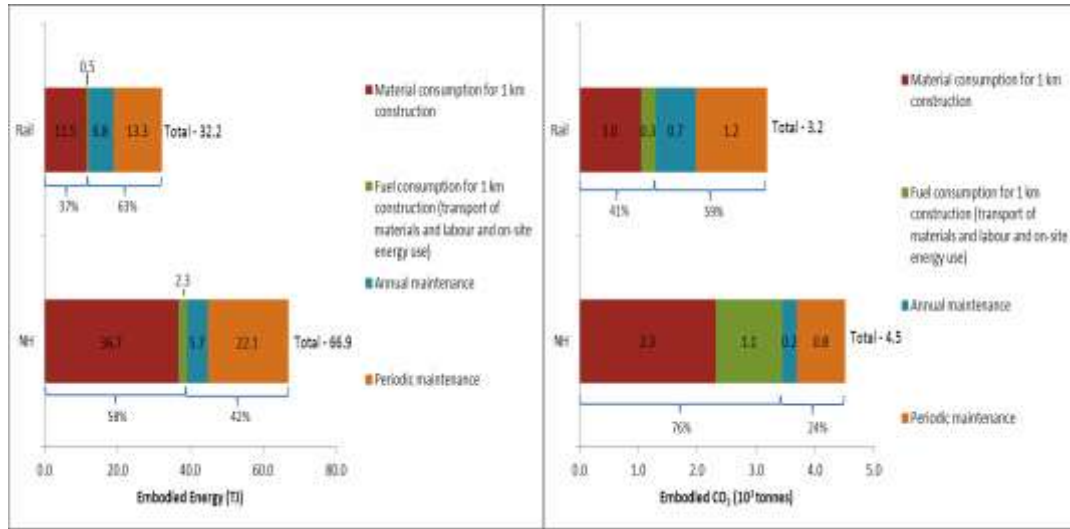 0.5
Rail
11.5
6.8
13.3
Total - 32.2
37%
63%
2.3
NH
36.7
5.7
22.1
Total - 66.9
58%
42%
0.0
20.0
40.0
60.0
80.0
Embodied Energy (TJ)
Material consumption for 1 km
construction
Fuel consumption for 1 km
construction (transport of
materials and labour and on-site
energy use)
Annual maintenance
Periodic maintenance
Rail
1.0
0.3
0.7
1.2
Total - 3.2
41%
59%
NH
2.3
1.1
0.8
Total - 4.5
76%
24%
0.0
1.0
2.0
3.0
4.0
5.0
Material consumption for 1 km
construction
Fuel consumption for 1 km
construction (transport of
materials and labour and on-site
energy use)
Annual maintenance
Periodic maintenance